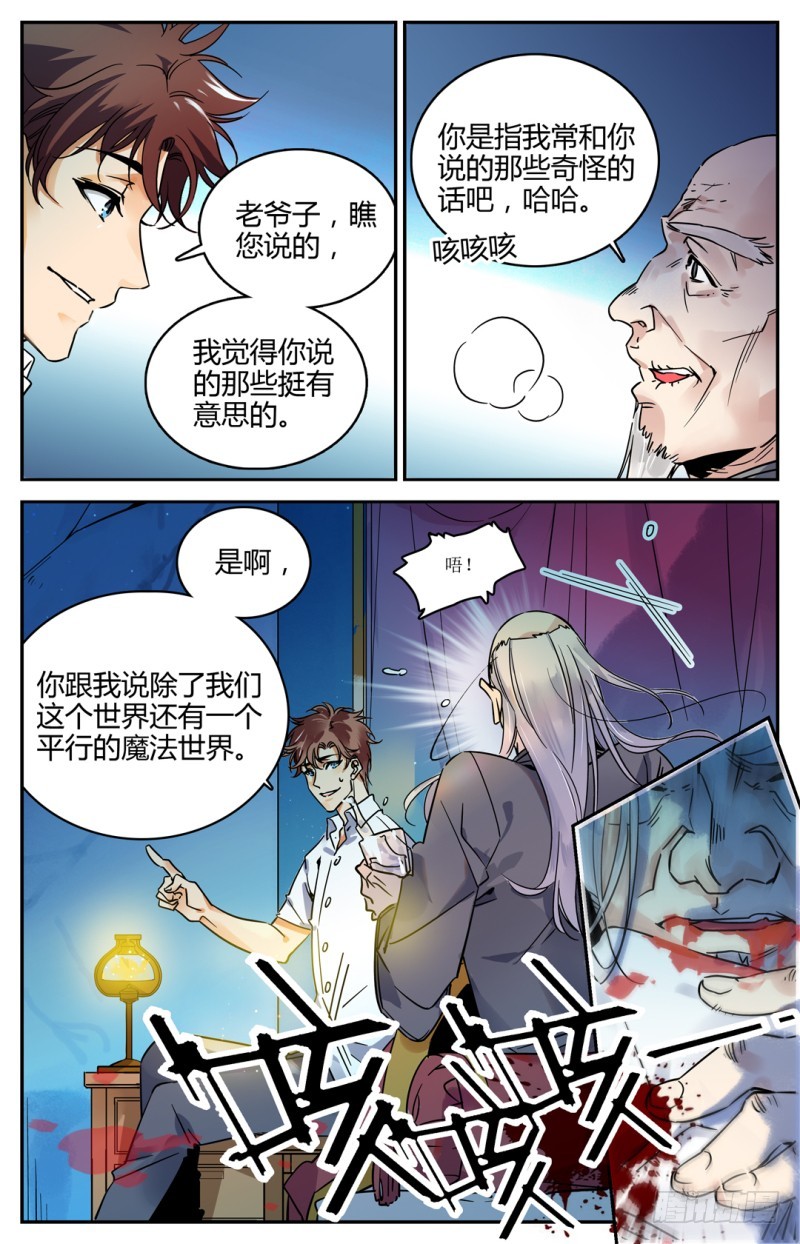 老爷子，瞧
您说的，
我觉得你说
的那些挺有
意思的。
你是指我常和你
说的那些奇怪的
话吧，哈哈。
咳咳咳
是啊，
你跟我说除了我们
这个世界还有一个
平行的魔法世界。
唔！
咳咳咳